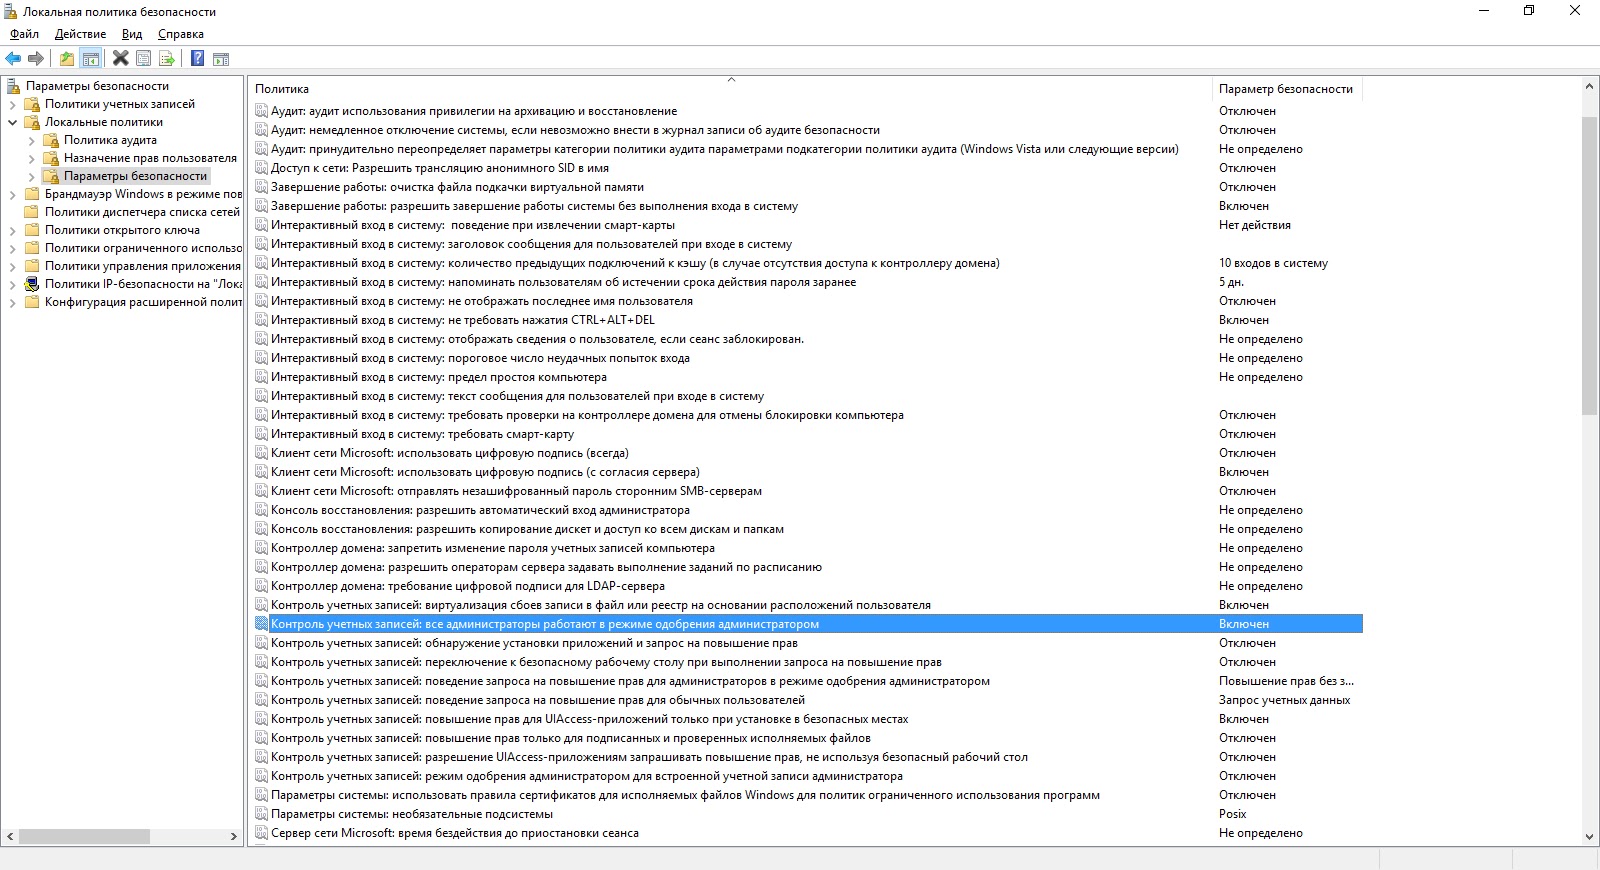 Локальная политика безопасности
Файл Действие Вид Справка
Параметры безопасности
Политики учетных записей
Локальные политики
Политика аудита
Назначение прав пользователя
Параметры безопасности
Брандмауэр Windows в режиме пов
Политики диспетчера списка сетей
Политики открытого ключа
Политики ограниченного использо
Политики управления приложения
Политики IP-безопасности на "Лока
Конфигурация расширенной полит
Политика Параметр безопасности
Аудит: аудит использования привилегии на архивацию и восстановление Отключен
Аудит: немедленное отключение системы, если невозможно внести в журнал записи об аудите безопасности Отключен
Аудит: принудительно переопределяет параметры категории политики аудита параметрами подкатегории политики аудита (Windows Vista или следующие версии) Не определено
Доступ к сети: Разрешить трансляцию анонимного SID в имя Отключен
Завершение работы: очистка файла подкачки виртуальной памяти Отключен
Завершение работы: разрешить завершение работы системы без выполнения входа в систему Включен
Интерактивный вход в систему:  поведение при извлечении смарт-карты Нет действия
Интерактивный вход в систему: заголовок сообщения для пользователей при входе в систему
Интерактивный вход в систему: количество предыдущих подключений к кэшу (в случае отсутствия доступа к контроллеру домена) 10 входов в систему
Интерактивный вход в систему: напоминать пользователям об истечении срока действия пароля заранее 5 дн.
Интерактивный вход в систему: не отображать последнее имя пользователя Отключен
Интерактивный вход в систему: не требовать нажатия CTRL+ALT+DEL Включен
Интерактивный вход в систему: отображать сведения о пользователе, если сеанс заблокирован. Не определено
Интерактивный вход в систему: пороговое число неудачных попыток входа Не определено
Интерактивный вход в систему: предел простоя компьютера Не определено
Интерактивный вход в систему: текст сообщения для пользователей при входе в систему
Интерактивный вход в систему: требовать проверки на контроллере домена для отмены блокировки компьютера Отключен
Интерактивный вход в систему: требовать смарт-карту Отключен
Клиент сети Microsoft: использовать цифровую подпись (всегда) Отключен
Клиент сети Microsoft: использовать цифровую подпись (с согласия сервера) Включен
Клиент сети Microsoft: отправлять незашифрованный пароль сторонним SMB-серверам Отключен
Консоль восстановления: разрешить автоматический вход администратора Не определено
Консоль восстановления: разрешить копирование дискет и доступ ко всем дискам и папкам Не определено
Контроллер домена: запретить изменение пароля учетных записей компьютера Не определено
Контроллер домена: разрешить операторам сервера задавать выполнение заданий по расписанию Не определено
Контроллер домена: требование цифровой подписи для LDAP-сервера Не определено
Контроль учетных записей: виртуализация сбоев записи в файл или реестр на основании расположений пользователя Включен
Контроль учетных записей: все администраторы работают в режиме одобрения администратором Включен
Контроль учетных записей: обнаружение установки приложений и запрос на повышение прав Отключен
Контроль учетных записей: переключение к безопасному рабочему столу при выполнении запроса на повышение прав Отключен
Контроль учетных записей: поведение запроса на повышение прав для администраторов в режиме одобрения администратором Повышение прав без з...
Контроль учетных записей: поведение запроса на повышение прав для обычных пользователей Запрос учетных данных
Контроль учетных записей: повышение прав для UIAccess-приложений только при установке в безопасных местах Включен
Контроль учетных записей: повышение прав только для подписанных и проверенных исполняемых файлов Отключен
Контроль учетных записей: разрешение UIAccess-приложениям запрашивать повышение прав, не используя безопасный рабочий стол Отключен
Контроль учетных записей: режим одобрения администратором для встроенной учетной записи администратора Отключен
Параметры системы: использовать правила сертификатов для исполняемых файлов Windows для политик ограниченного использования программ Отключен
Параметры системы: необязательные подсистемы Posix
Сервер сети Microsoft: время бездействия до приостановки сеанса Не определено